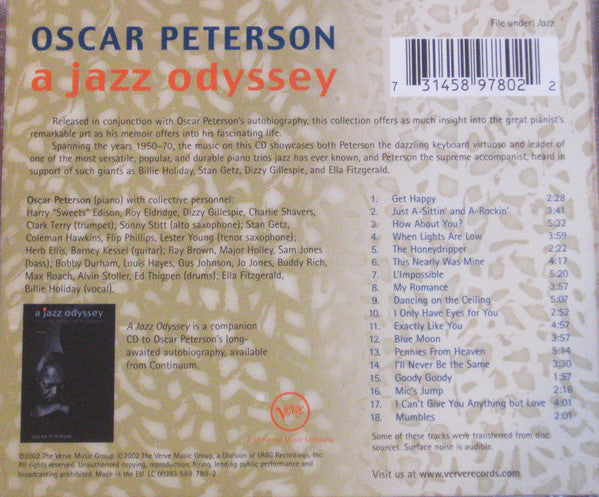 File under: Jazz
OSCAR PETERSON
a jazz odyssey
7 31458 97802 2
Released in conjunction with Oscar Peterson's autobiography, this collection offers as much insight into the great pianist's
remarkable art as his memoir offers into his fascinating life.
Spanning the years 1950–70, the music on this CD showcases both Peterson the dazzling keyboard virtuoso and leader of
one of the most versatile, popular, and durable piano trios jazz has ever known, and Peterson the supreme accompanist, heard in
support of such giants as Billie Holiday, Stan Getz, Dizzy Gillespie, and Ella Fitzgerald.
Oscar Peterson (piano) with collective personnel:
Harry "Sweets" Edison, Roy Eldridge, Dizzy Gillespie, Charlie Shavers,
Clark Terry (trumpet); Sonny Stitt (alto saxophone); Stan Getz,
Coleman Hawkins, Flip Phillips, Lester Young (tenor saxophone);
Herb Ellis, Barney Kessel (guitar); Ray Brown, Major Holley, Sam Jones
(bass); Bobby Durham, Louis Hayes, Gus Johnson, Jo Jones, Buddy Rich,
Max Roach, Alvin Stoller, Ed Thigpen (drums); Ella Fitzgerald,
Billie Holiday (vocal).
1. Get Happy 2:28
2. Just A-Sittin' and A-Rockin' 3:41
3. How About You? 5:32
4. When Lights Are Low 3:59
5. The Honeydripper 2:22
6. This Nearly Was Mine 4:17
7. L'Impossible 5:20
8. My Romance 3:11
9. Dancing on the Ceiling 5:07
10. I Only Have Eyes for You 2:52
11. Exactly Like You 4:57
12. Blue Moon 3:57
13. Pennies From Heaven 5:14
14. I'll Never Be the Same 3:30
15. Goody Goody 1:57
16. Mic's Jump 2:16
17. I Can't Give You Anything but Love 4:01
18. Mumbles 2:01
Some of these tracks were transferred from disc
sources. Surface noise is audible.
a jazz odyssey
OSCAR PETERSON
A Jazz Odyssey is a companion
CD to Oscar Peterson's long-
awaited autobiography, available
from Continuum.
Verve
A Universal Music Company
©2002 The Verve Music Group, ℗2002 The Verve Music Group, a Division of UMG Recordings, Inc.
All rights reserved. Unauthorised copying, reproduction, hiring, lending public performance and
broadcasting prohibited. Made in the EU LC 00383 589 780-2
Visit us at www.ververecords.com